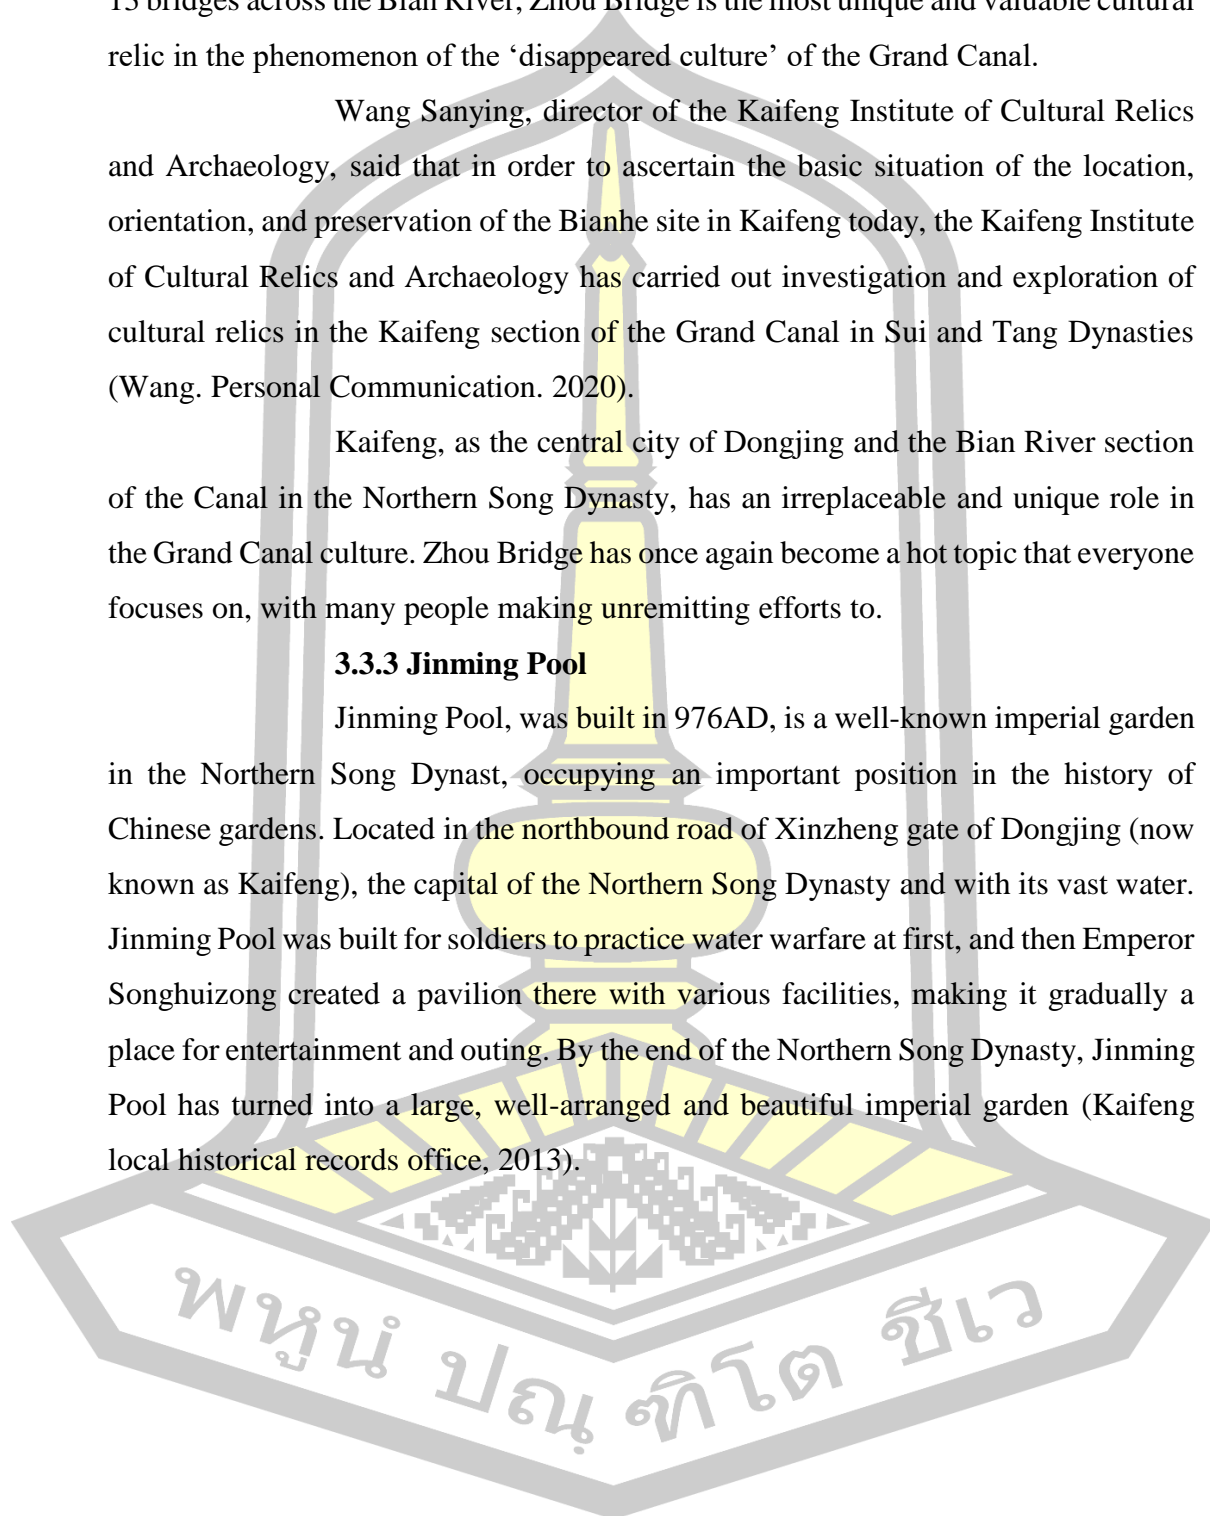 13 bridges across the Bian River, Zhou Bridge is the most unique and valuable cultural
relic in the phenomenon of the ‘disappeared culture’ of the Grand Canal.
Wang Sanying, director of the Kaifeng Institute of Cultural Relics
and Archaeology, said that in order to ascertain the basic situation of the location,
orientation, and preservation of the Bianhe site in Kaifeng today, the Kaifeng Institute
of Cultural Relics and Archaeology has carried out investigation and exploration of
cultural relics in the Kaifeng section of the Grand Canal in Sui and Tang Dynasties
(Wang. Personal Communication. 2020).
Kaifeng, as the central city of Dongjing and the Bian River section
of the Canal in the Northern Song Dynasty, has an irreplaceable and unique role in
the Grand Canal culture. Zhou Bridge has once again become a hot topic that everyone
focuses on, with many people making unremitting efforts to.
3.3.3 Jinming Pool
Jinming Pool, was built in 976AD, is a well-known imperial garden
in the Northern Song Dynast, occupying an important position in the history of
Chinese gardens. Located in the northbound road of Xinzheng gate of Dongjing (now
known as Kaifeng), the capital of the Northern Song Dynasty and with its vast water.
Jinming Pool was built for soldiers to practice water warfare at first, and then Emperor
Songhuizong created a pavilion there with various facilities, making it gradually a
place for entertainment and outing. By the end of the Northern Song Dynasty, Jinming
Pool has turned into a large, well-arranged and beautiful imperial garden (Kaifeng
local historical records office, 2013).
พหูนํ ปณฺฑิโต ชีเว